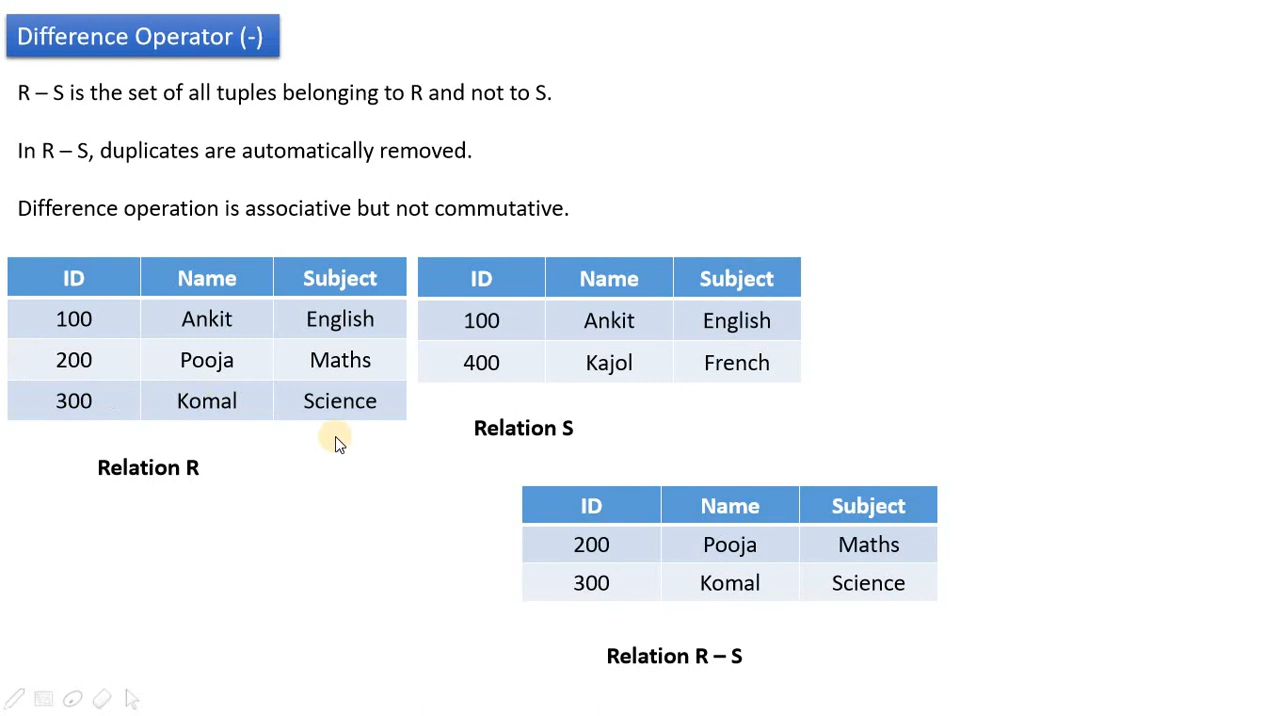 Difference Operator (-)
R – S is the set of all tuples belonging to R and not to S.
In R – S, duplicates are automatically removed.
Difference operation is associative but not commutative.
ID Name Subject
100 Ankit English
200 Pooja Maths
300 Komal Science
Relation R
ID Name Subject
100 Ankit English
400 Kajol French
Relation S
ID Name Subject
200 Pooja Maths
300 Komal Science
Relation R – S